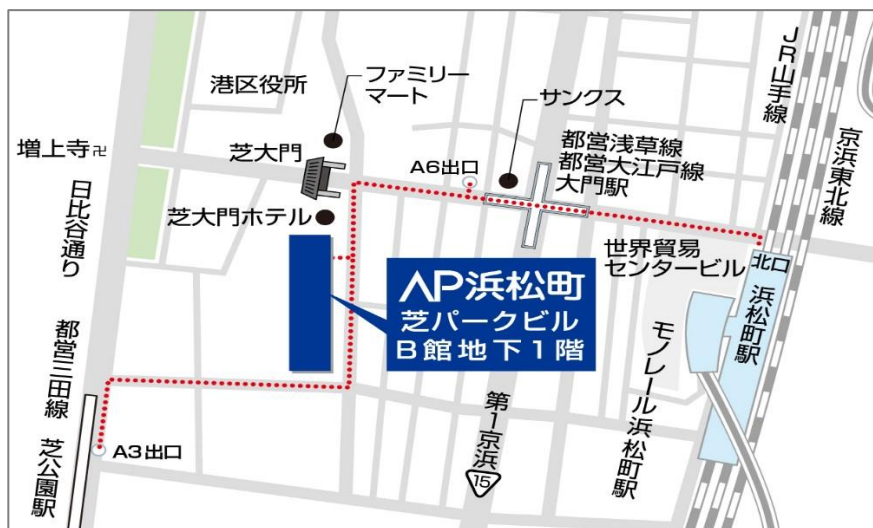 港区役所
ファミリー
マート
サンクス
JR山手線
京浜東北線
増上寺卍
芝大門
A6出口
都営浅草線
都営大江戸線
大門駅
日比谷通り
芝大門ホテル
世界貿易
センタービル
北口
浜松町駅
AP浜松町
芝パークビル
B館地下1階
モノレール浜松町駅
都営三田線 芝公園駅
A3出口
第1京浜
15